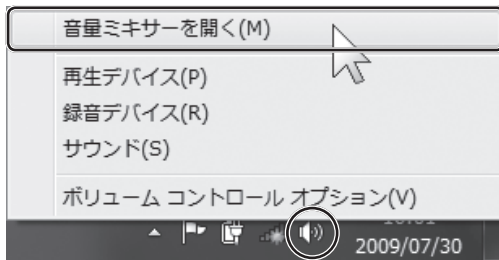 音量ミキサーを開く(M)
再生デバイス(P)
録音デバイス(R)
サウンド(S)
ボリューム コントロール オプション(V)
2009/07/30